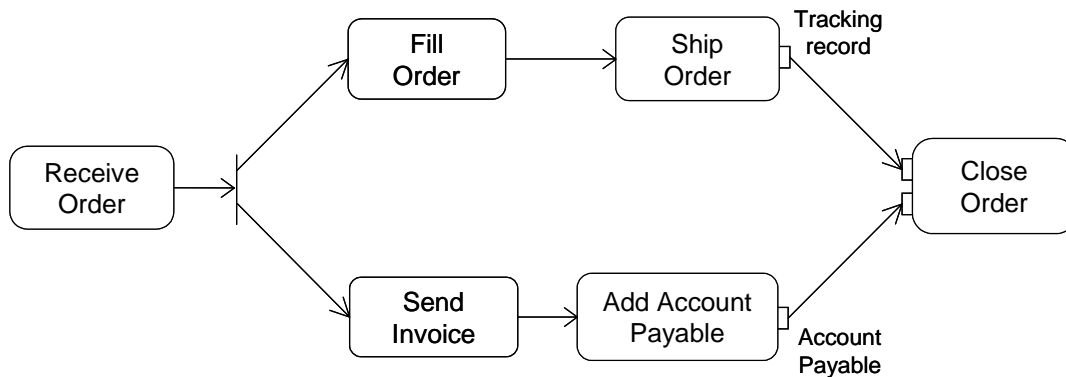 Receive
Order
Fill
Order
Ship
Order
Tracking
record
Send
Invoice
Add Account
Payable
Account
Payable
Close
Order